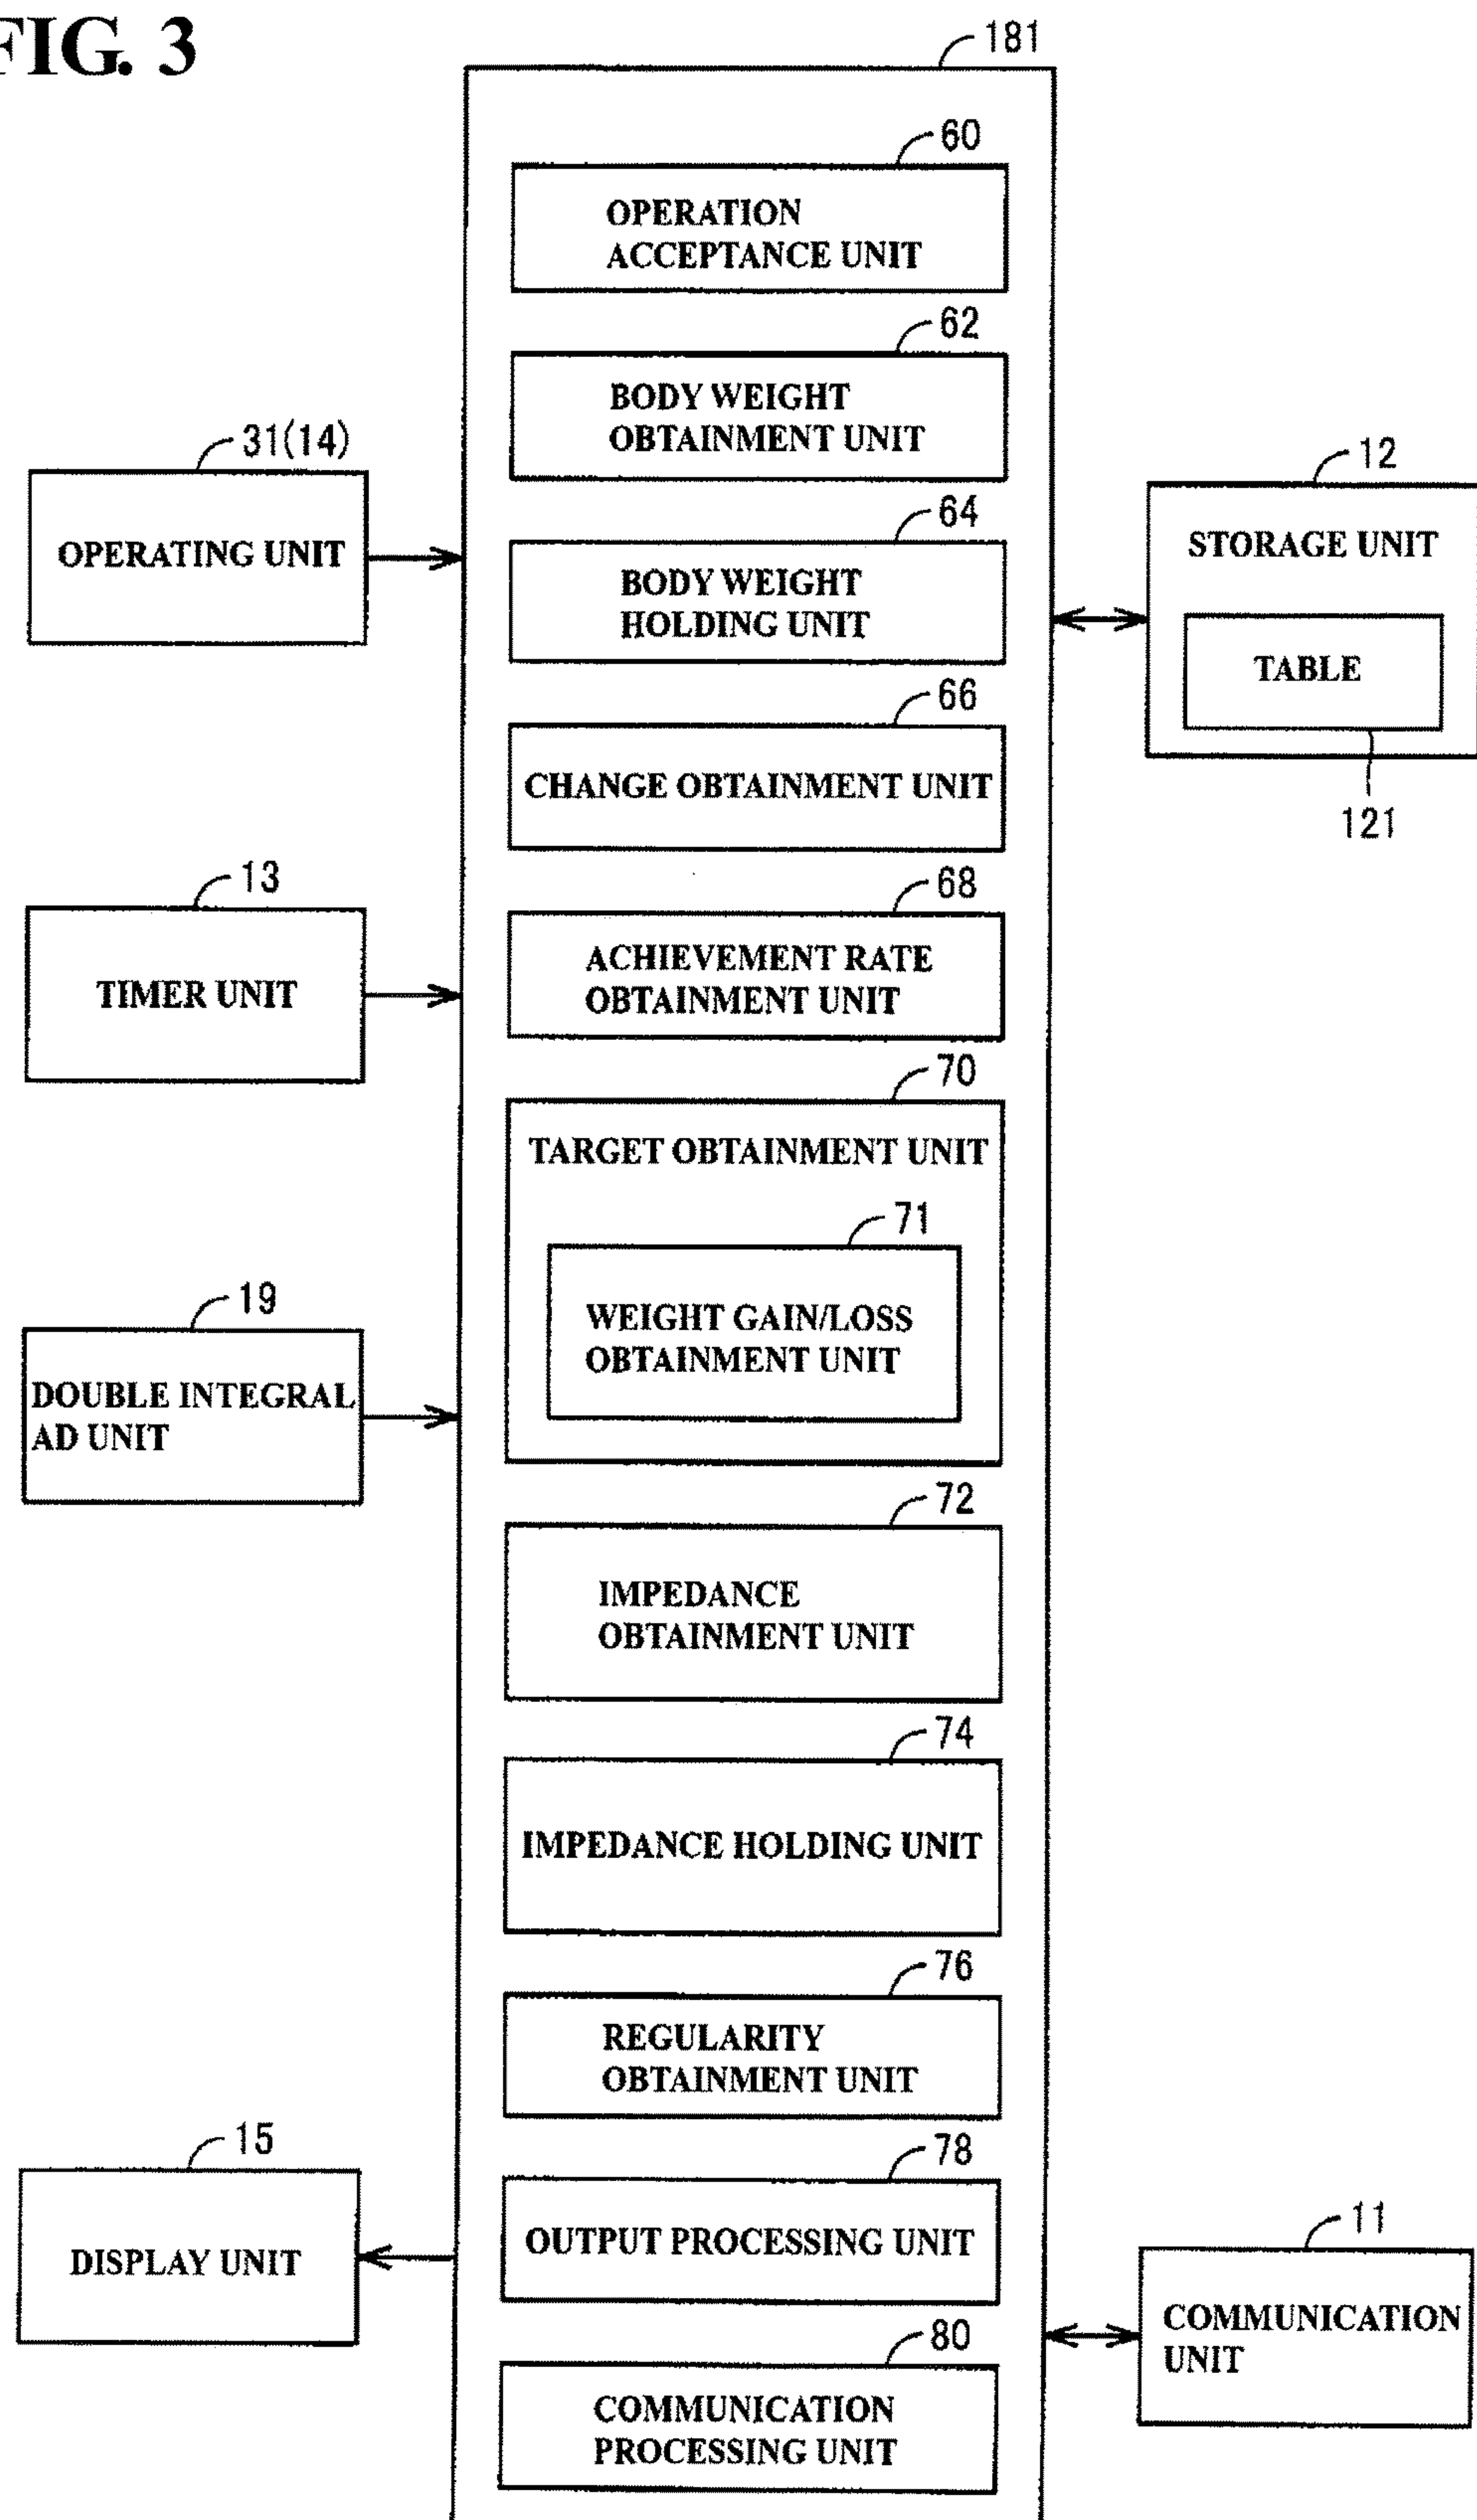 FIG. 3
181
60
OPERATION
ACCEPTANCE UNIT
62
BODY WEIGHT
OBTAINMENT UNIT
31(14)
OPERATING UNIT
64
BODY WEIGHT
HOLDING UNIT
12
STORAGE UNIT
TABLE
121
66
CHANGE OBTAINMENT UNIT
13
TIMER UNIT
68
ACHIEVEMENT RATE
OBTAINMENT UNIT
70
TARGET OBTAINMENT UNIT
71
WEIGHT GAIN/LOSS
OBTAINMENT UNIT
19
DOUBLE INTEGRAL
AD UNIT
72
IMPEDANCE
OBTAINMENT UNIT
74
IMPEDANCE HOLDING UNIT
76
REGULARITY
OBTAINMENT UNIT
15
DISPLAY UNIT
78
OUTPUT PROCESSING UNIT
11
COMMUNICATION
UNIT
80
COMMUNICATION
PROCESSING UNIT